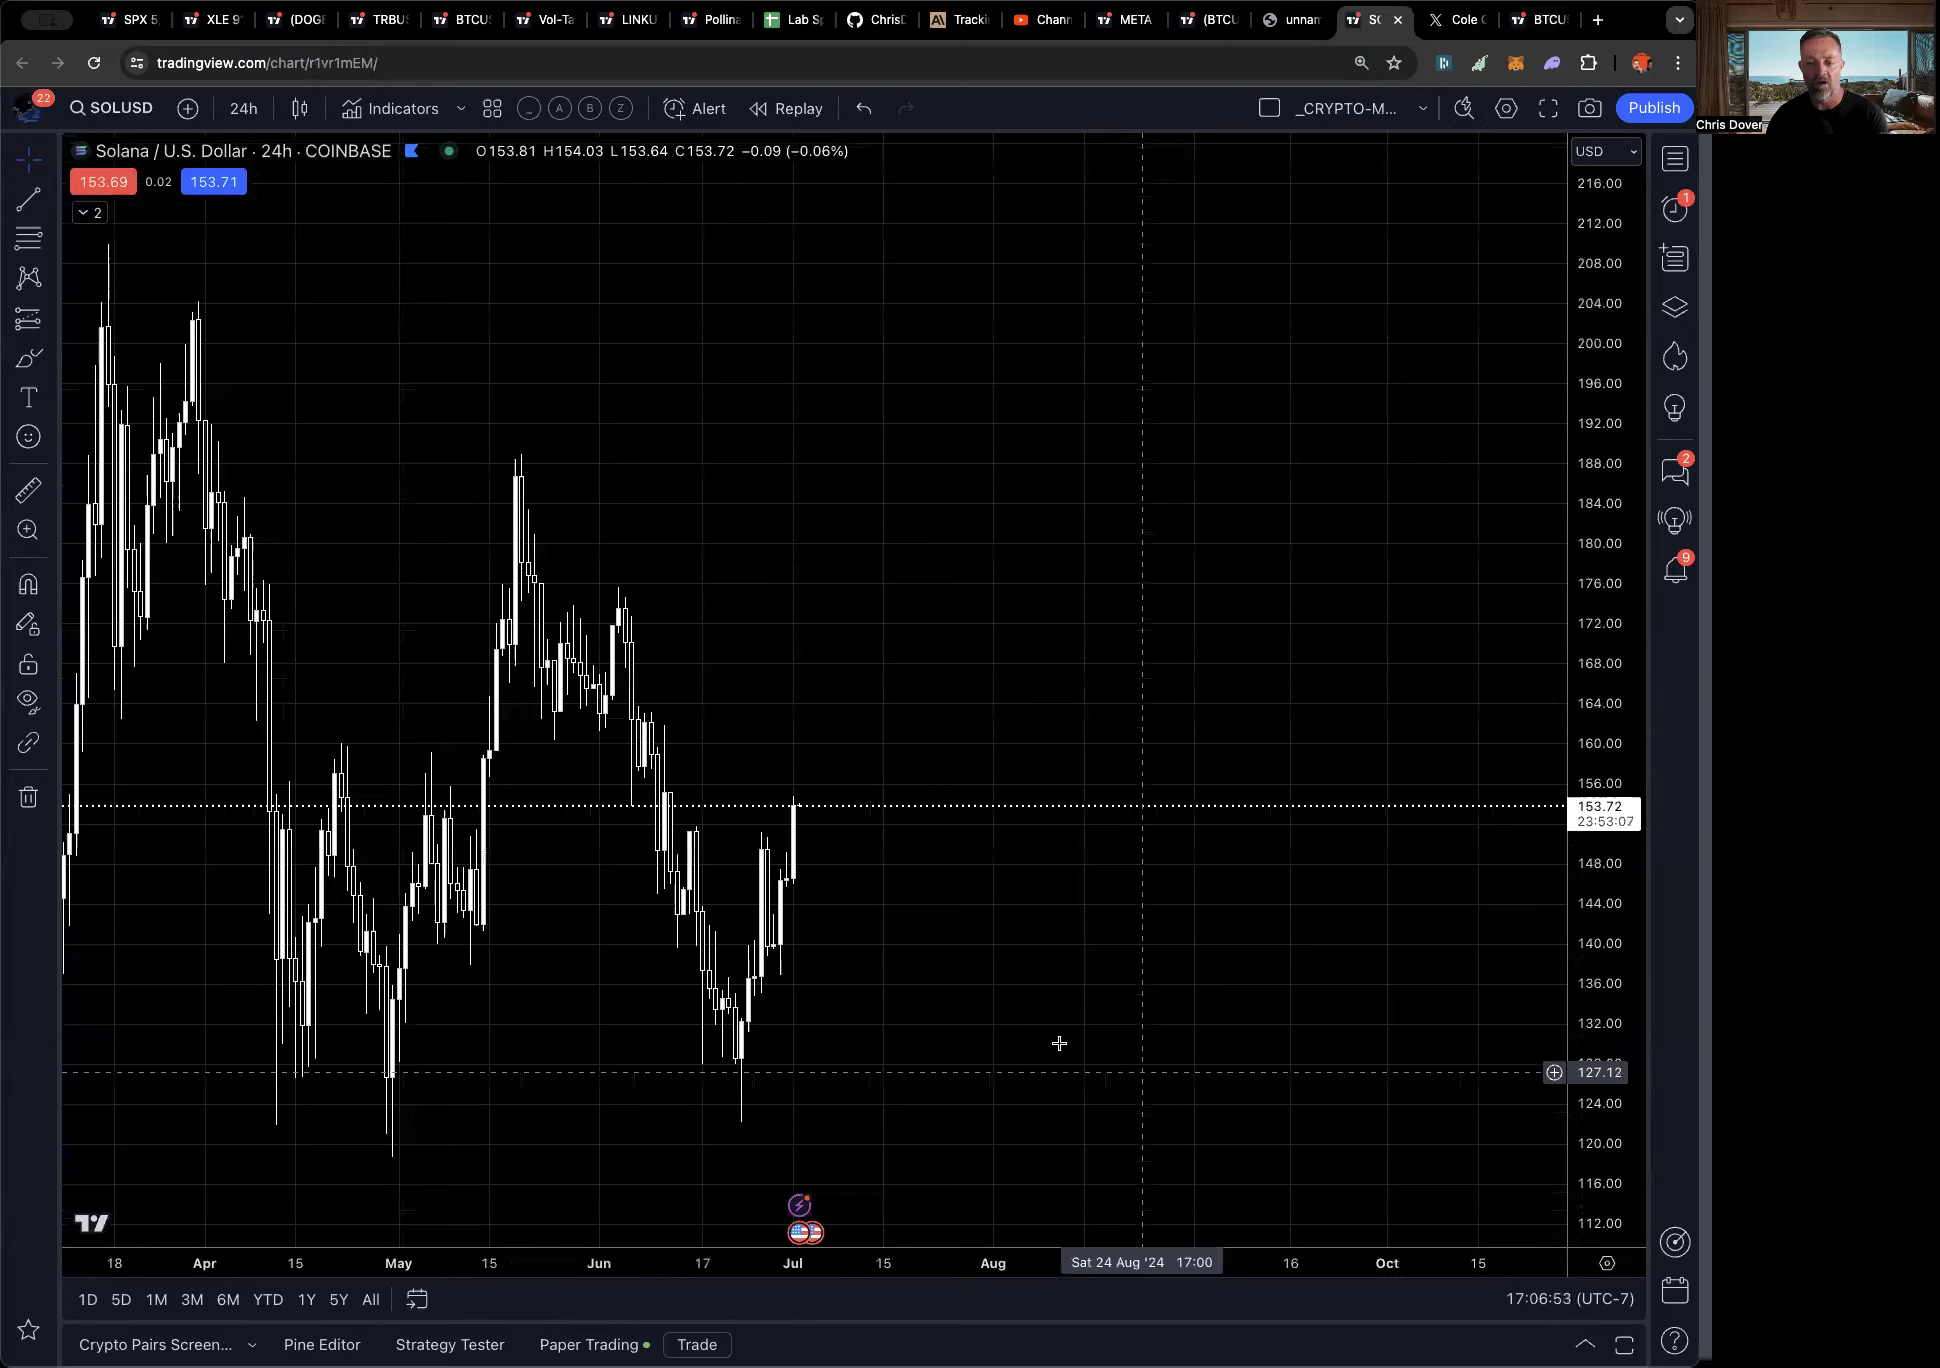 SPX 5,
XLE 9
(DOGE
TRBUS
BTCUS
Vol-Ta
LINKU
Pollina
Lab Sp
ChrisD
Tracki
Chann
META
(BTCU
unnam
Cole
BTCUS
tradingview.com/chart/r1vr1mEM/
22
SOLUSD
24h
Indicators
A
B
Z
Alert
Replay
_CRYPTO-M...
Publish
Chris Dover
Solana / U.S. Dollar · 24h · COINBASE
O153.81 H154.03 L153.64 C153.72 −0.09 (−0.06%)
USD
153.69
0.02
153.71
2
216.00
212.00
208.00
204.00
200.00
196.00
192.00
188.00
184.00
180.00
176.00
172.00
168.00
164.00
160.00
156.00
153.72
23:53:07
148.00
144.00
140.00
136.00
132.00
127.12
124.00
120.00
116.00
112.00
1
2
9
18
Apr
15
May
15
Jun
17
Jul
15
Aug
Sat 24 Aug '24 17:00
16
Oct
15
1D
5D
1M
3M
6M
YTD
1Y
5Y
All
17:06:53 (UTC-7)
Crypto Pairs Screen...
Pine Editor
Strategy Tester
Paper Trading
Trade